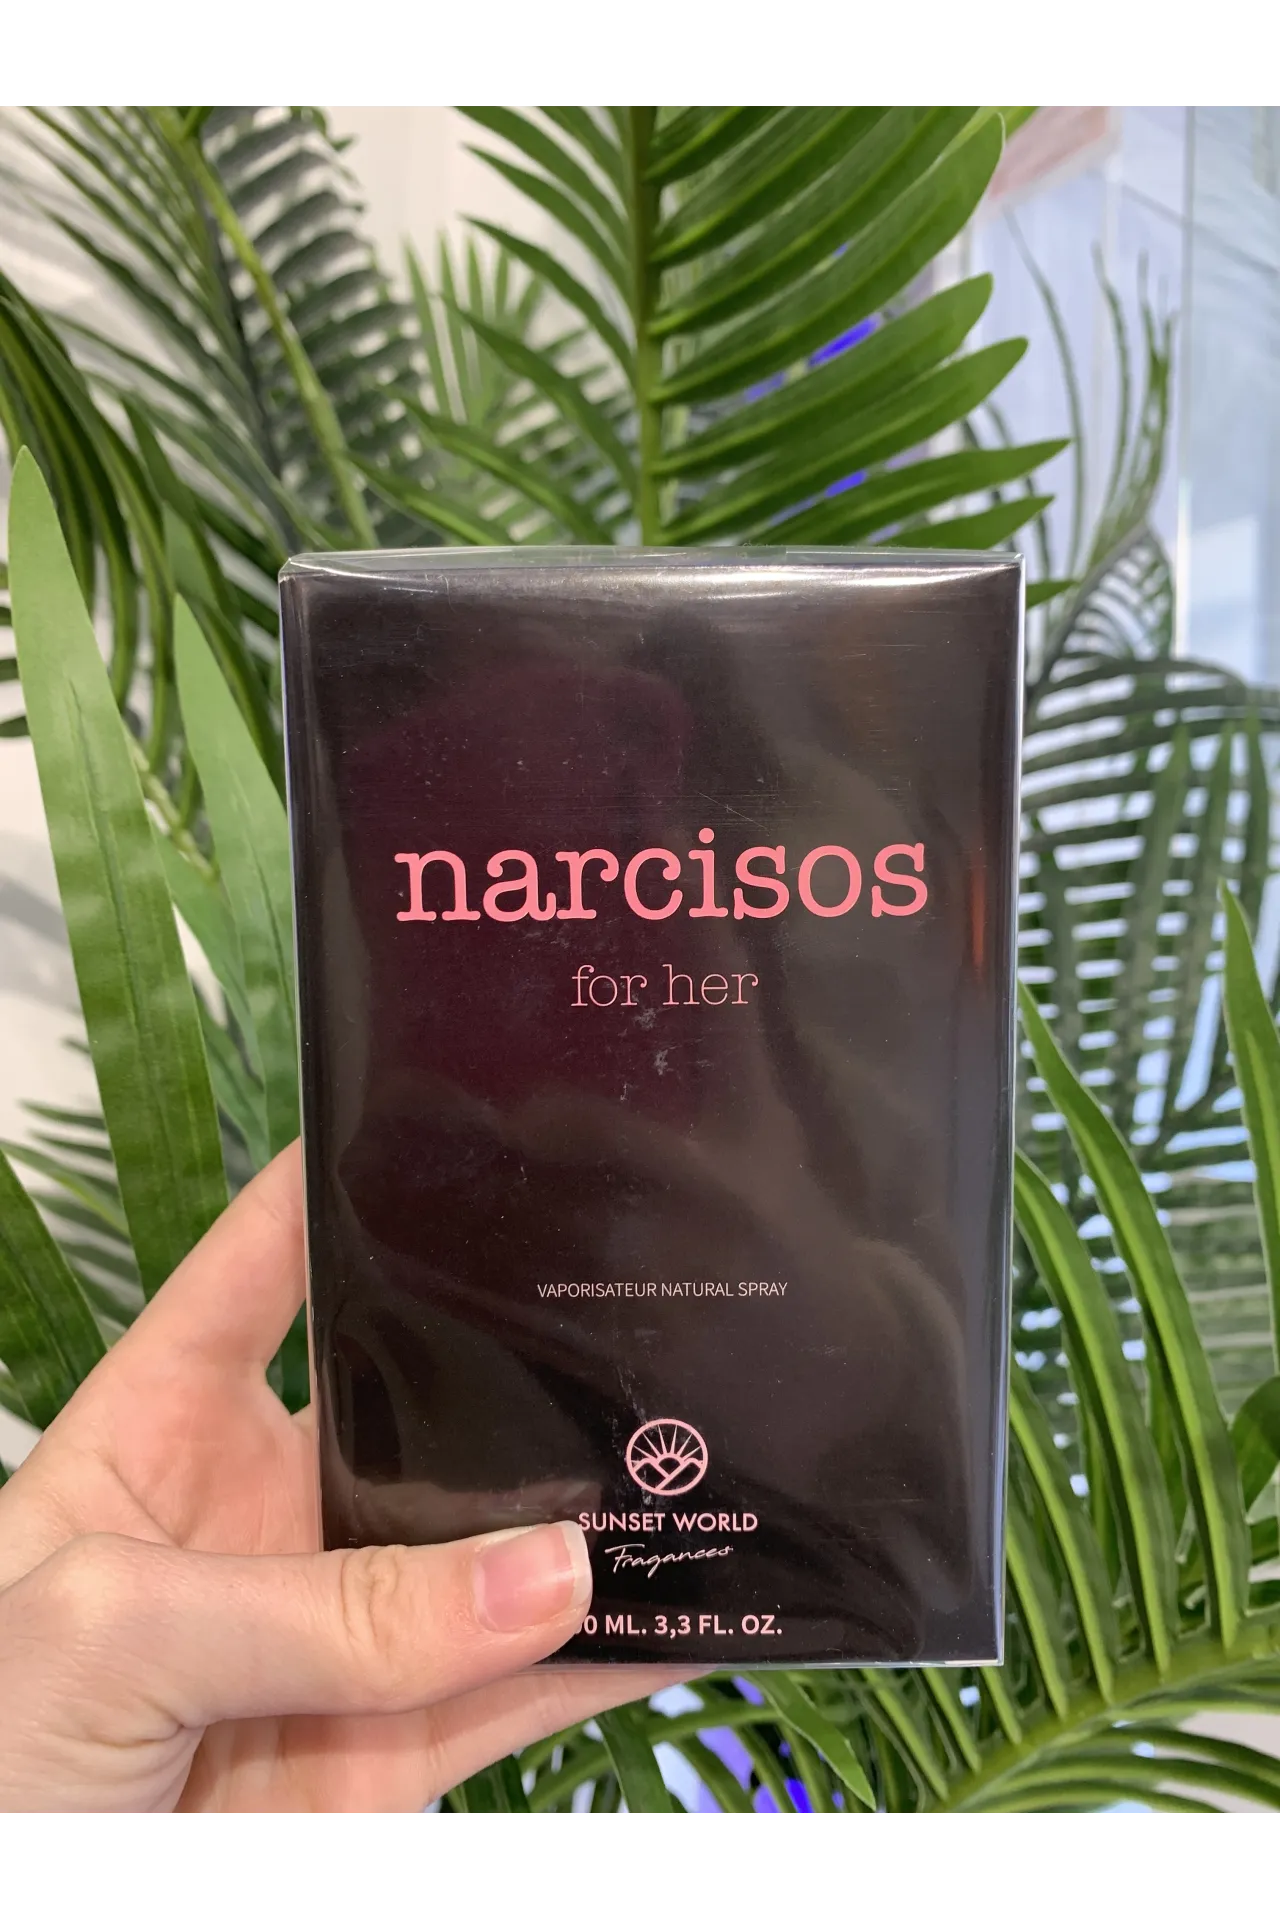 narcisos
for her
VAPORISATEUR NATURAL SPRAY
SUNSET WORLD
Fragances
ML. 3,3 FL. OZ.